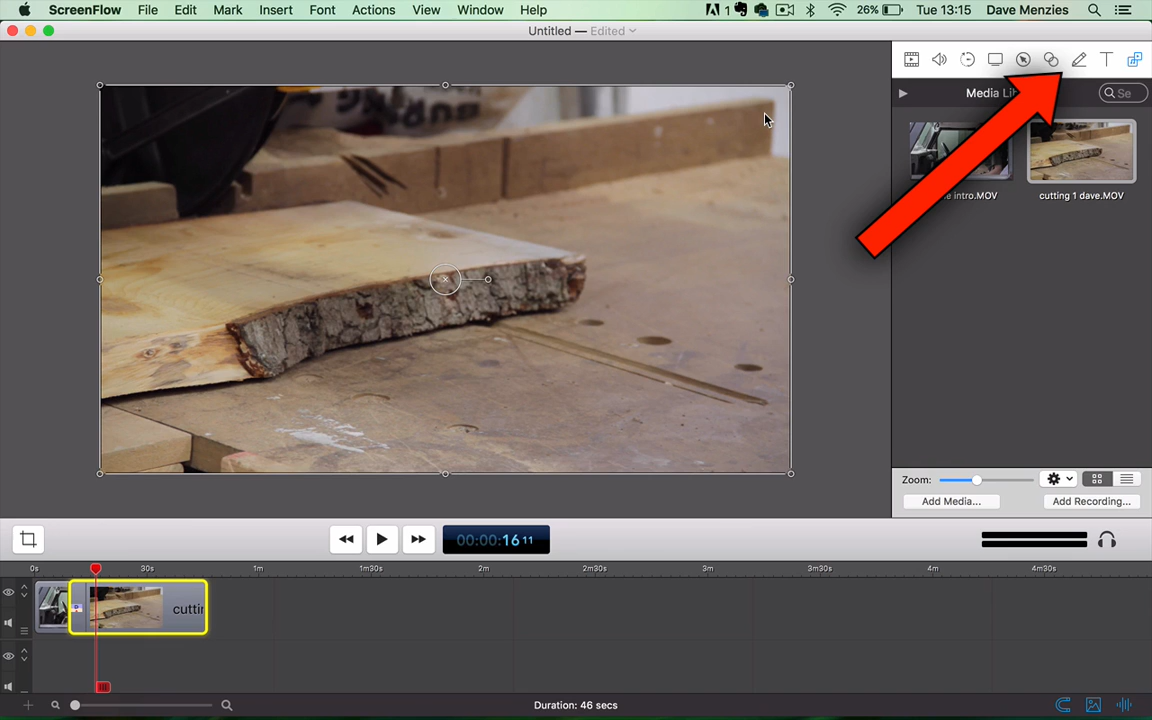 ScreenFlow File Edit Mark Insert Font Actions View Window Help 1 26% Tue 13:15 Dave Menzies
Untitled — Edited
Media Li
Se
intro.MOV cutting 1 dave.MOV
Zoom:
Add Media... Add Recording...
00:00:16 11
0s 30s 1m 1m30s 2m 2m30s 3m 3m30s 4m 4m30s
cuttin
Duration: 46 secs